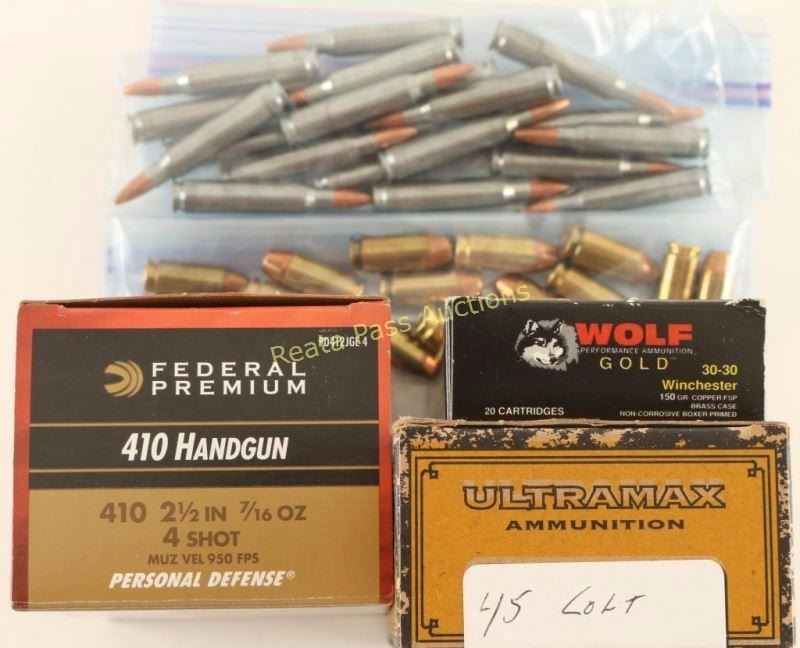 PD412JGE 4
FEDERAL
PREMIUM
410 HANDGUN
410 2½ IN 7/16 OZ
4 SHOT
MUZ VEL 950 FPS
PERSONAL DEFENSE®
Reata Pass Auctions
WOLF
PERFORMANCE AMMUNITION
GOLD
30-30
Winchester
150 GR COPPER FSP
BRASS CASE
20 CARTRIDGES
NON-CORROSIVE BOXER PRIMED
ULTRAMAX
AMMUNITION
45 COLT